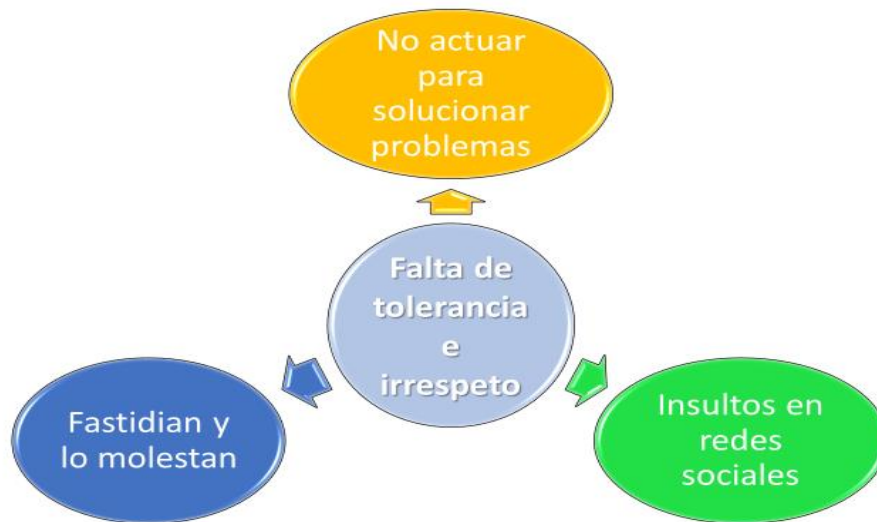 No actuar
para
solucionar
problemas
Falta de
tolerancia
e
irrespeto
Fastidian y
lo molestan
Insultos en
redes
sociales